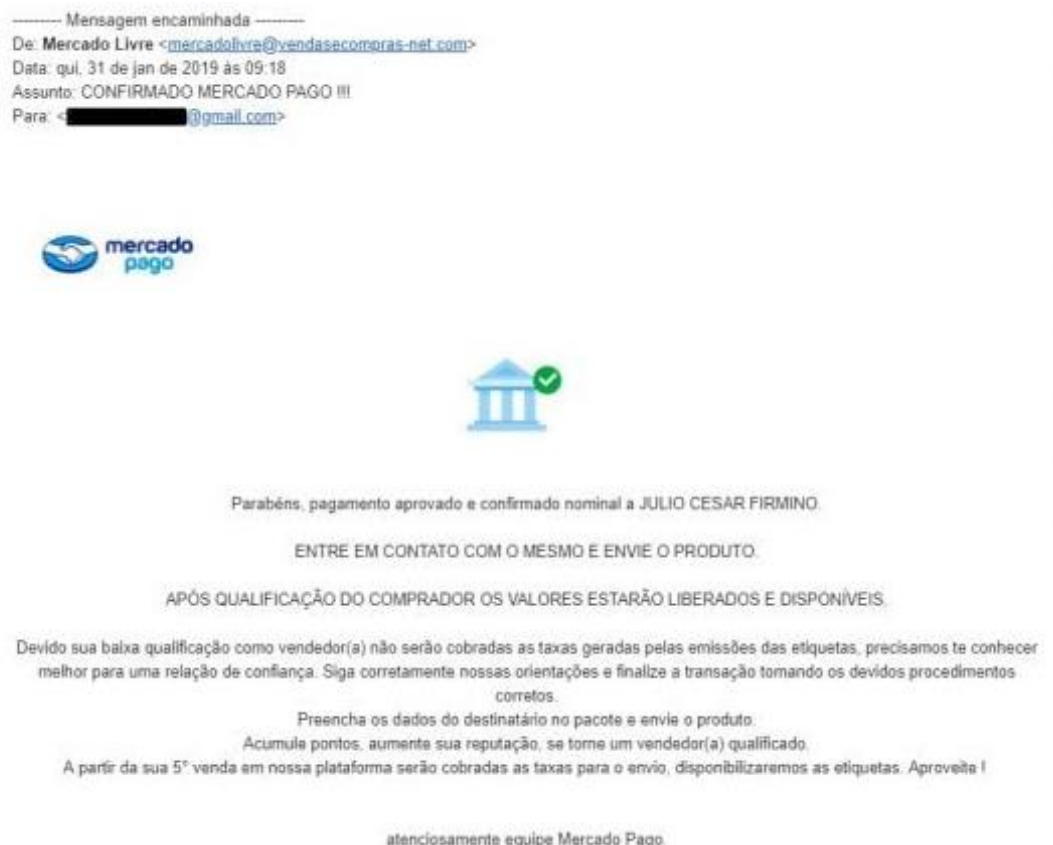 ---------- Mensagem encaminhada ----------
De: Mercado Livre <mercadolivre@vendasecompras-net.com>
Data: qui, 31 de jan de 2019 às 09:18
Assunto: CONFIRMADO MERCADO PAGO !!!
Para: < @gmail.com>
mercado
pago
Parabéns, pagamento aprovado e confirmado nominal a JULIO CESAR FIRMINO.
ENTRE EM CONTATO COM O MESMO E ENVIE O PRODUTO.
APÓS QUALIFICAÇÃO DO COMPRADOR OS VALORES ESTARÃO LIBERADOS E DISPONÍVEIS.
Devido sua baixa qualificação como vendedor(a) não serão cobradas as taxas geradas pelas emissões das etiquetas, precisamos te conhecer
melhor para uma relação de confiança. Siga corretamente nossas orientações e finalize a transação tomando os devidos procedimentos
corretos.
Preencha os dados do destinatário no pacote e envie o produto.
Acumule pontos, aumente sua reputação, se torne um vendedor(a) qualificado.
A partir da sua 5° venda em nossa plataforma serão cobradas as taxas para o envio, disponibilizaremos as etiquetas. Aproveite !
atenciosamente equipe Mercado Pago.